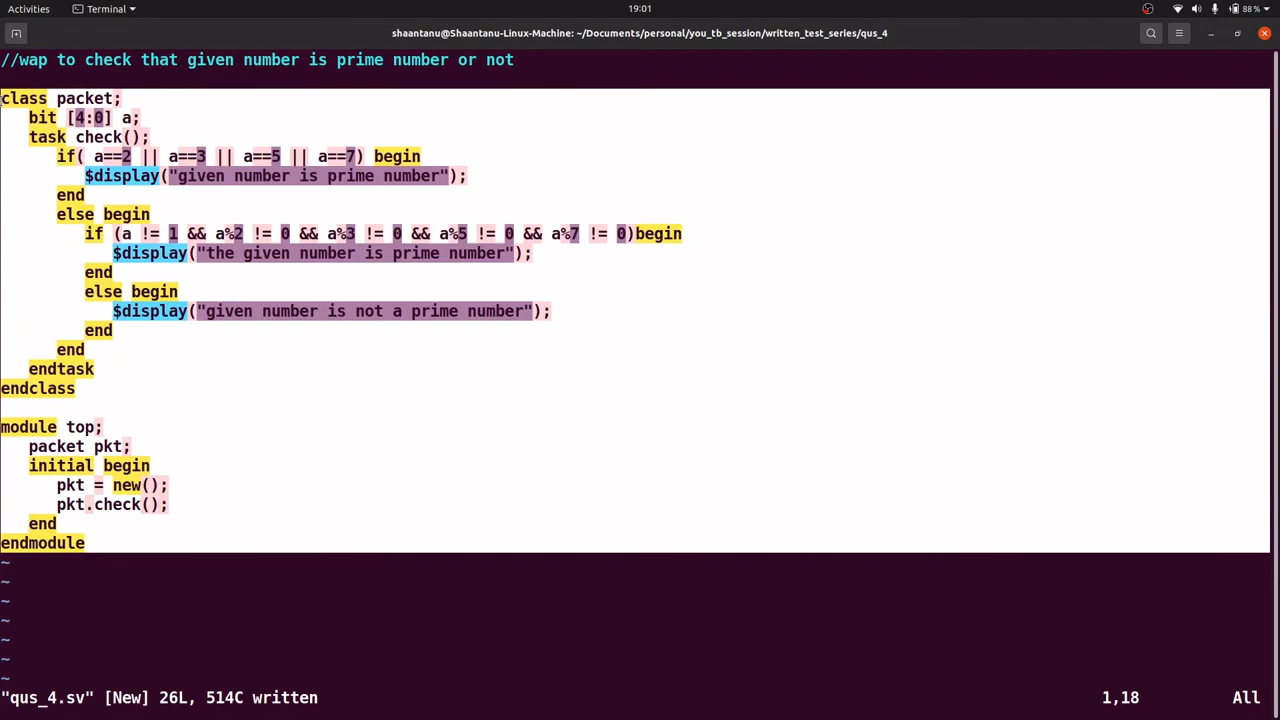 Activities Terminal 19:01 88%
shaantanu@Shaantanu-Linux-Machine: ~/Documents/personal/you_tb_session/written_test_series/qus_4
//wap to check that given number is prime number or not
class packet;
bit [4:0] a;
task check();
if( a==2 || a==3 || a==5 || a==7) begin
$display("given number is prime number");
end
else begin
if (a != 1 && a%2 != 0 && a%3 != 0 && a%5 != 0 && a%7 != 0)begin
$display("the given number is prime number");
end
else begin
$display("given number is not a prime number");
end
end
endtask
endclass
module top;
packet pkt;
initial begin
pkt = new();
pkt.check();
end
endmodule
~
~
~
~
~
~
~
"qus_4.sv" [New] 26L, 514C written 1,18 All